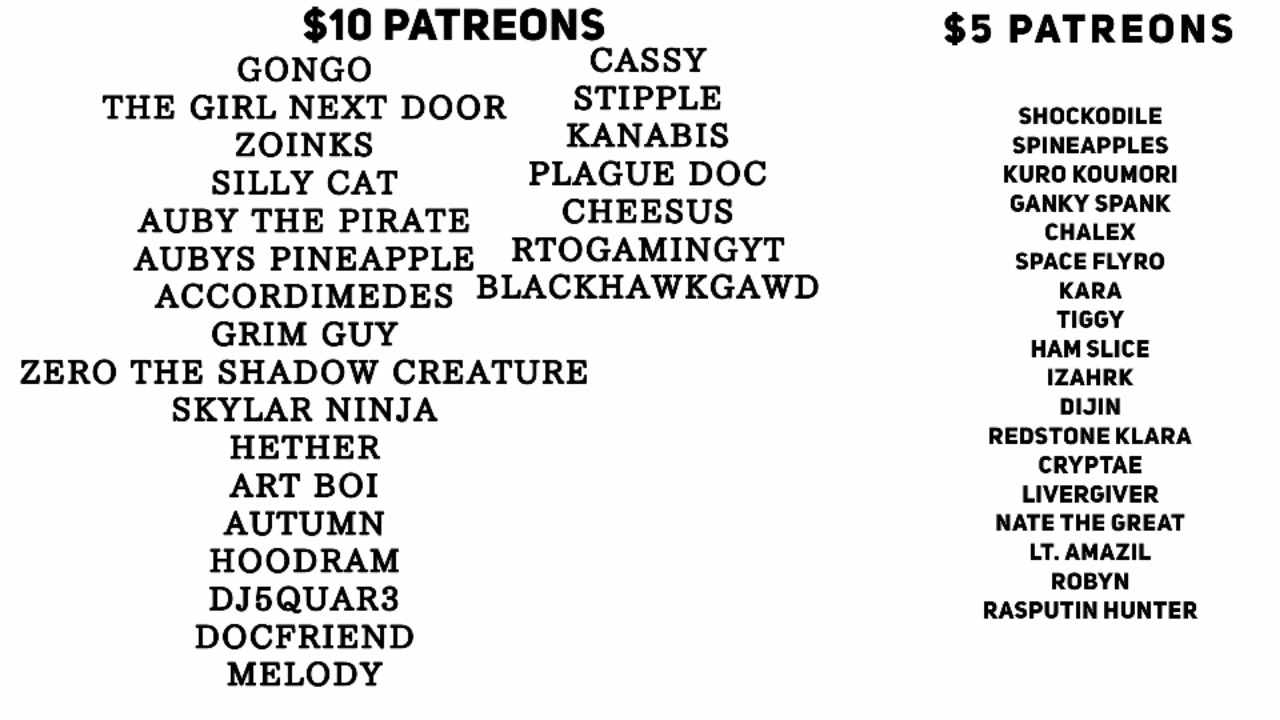 $10 PATREONS
GONGO
THE GIRL NEXT DOOR
ZOINKS
SILLY CAT
AUBY THE PIRATE
AUBYS PINEAPPLE
ACCORDIMEDES
GRIM GUY
ZERO THE SHADOW CREATURE
SKYLAR NINJA
HETHER
ART BOI
AUTUMN
HOODRAM
DJ5QUAR3
DOCFRIEND
MELODY
CASSY
STIPPLE
KANABIS
PLAGUE DOC
CHEESUS
RTOGAMINGYT
BLACKHAWKGAWD
$5 PATREONS
SHOCKODILE
SPINEAPPLES
KURO KOUMORI
GANKY SPANK
CHALEX
SPACE FLYRO
KARA
TIGGY
HAM SLICE
IZAHRK
DIJIN
REDSTONE KLARA
CRYPTAE
LIVERGIVER
NATE THE GREAT
LT. AMAZIL
ROBYN
RASPUTIN HUNTER